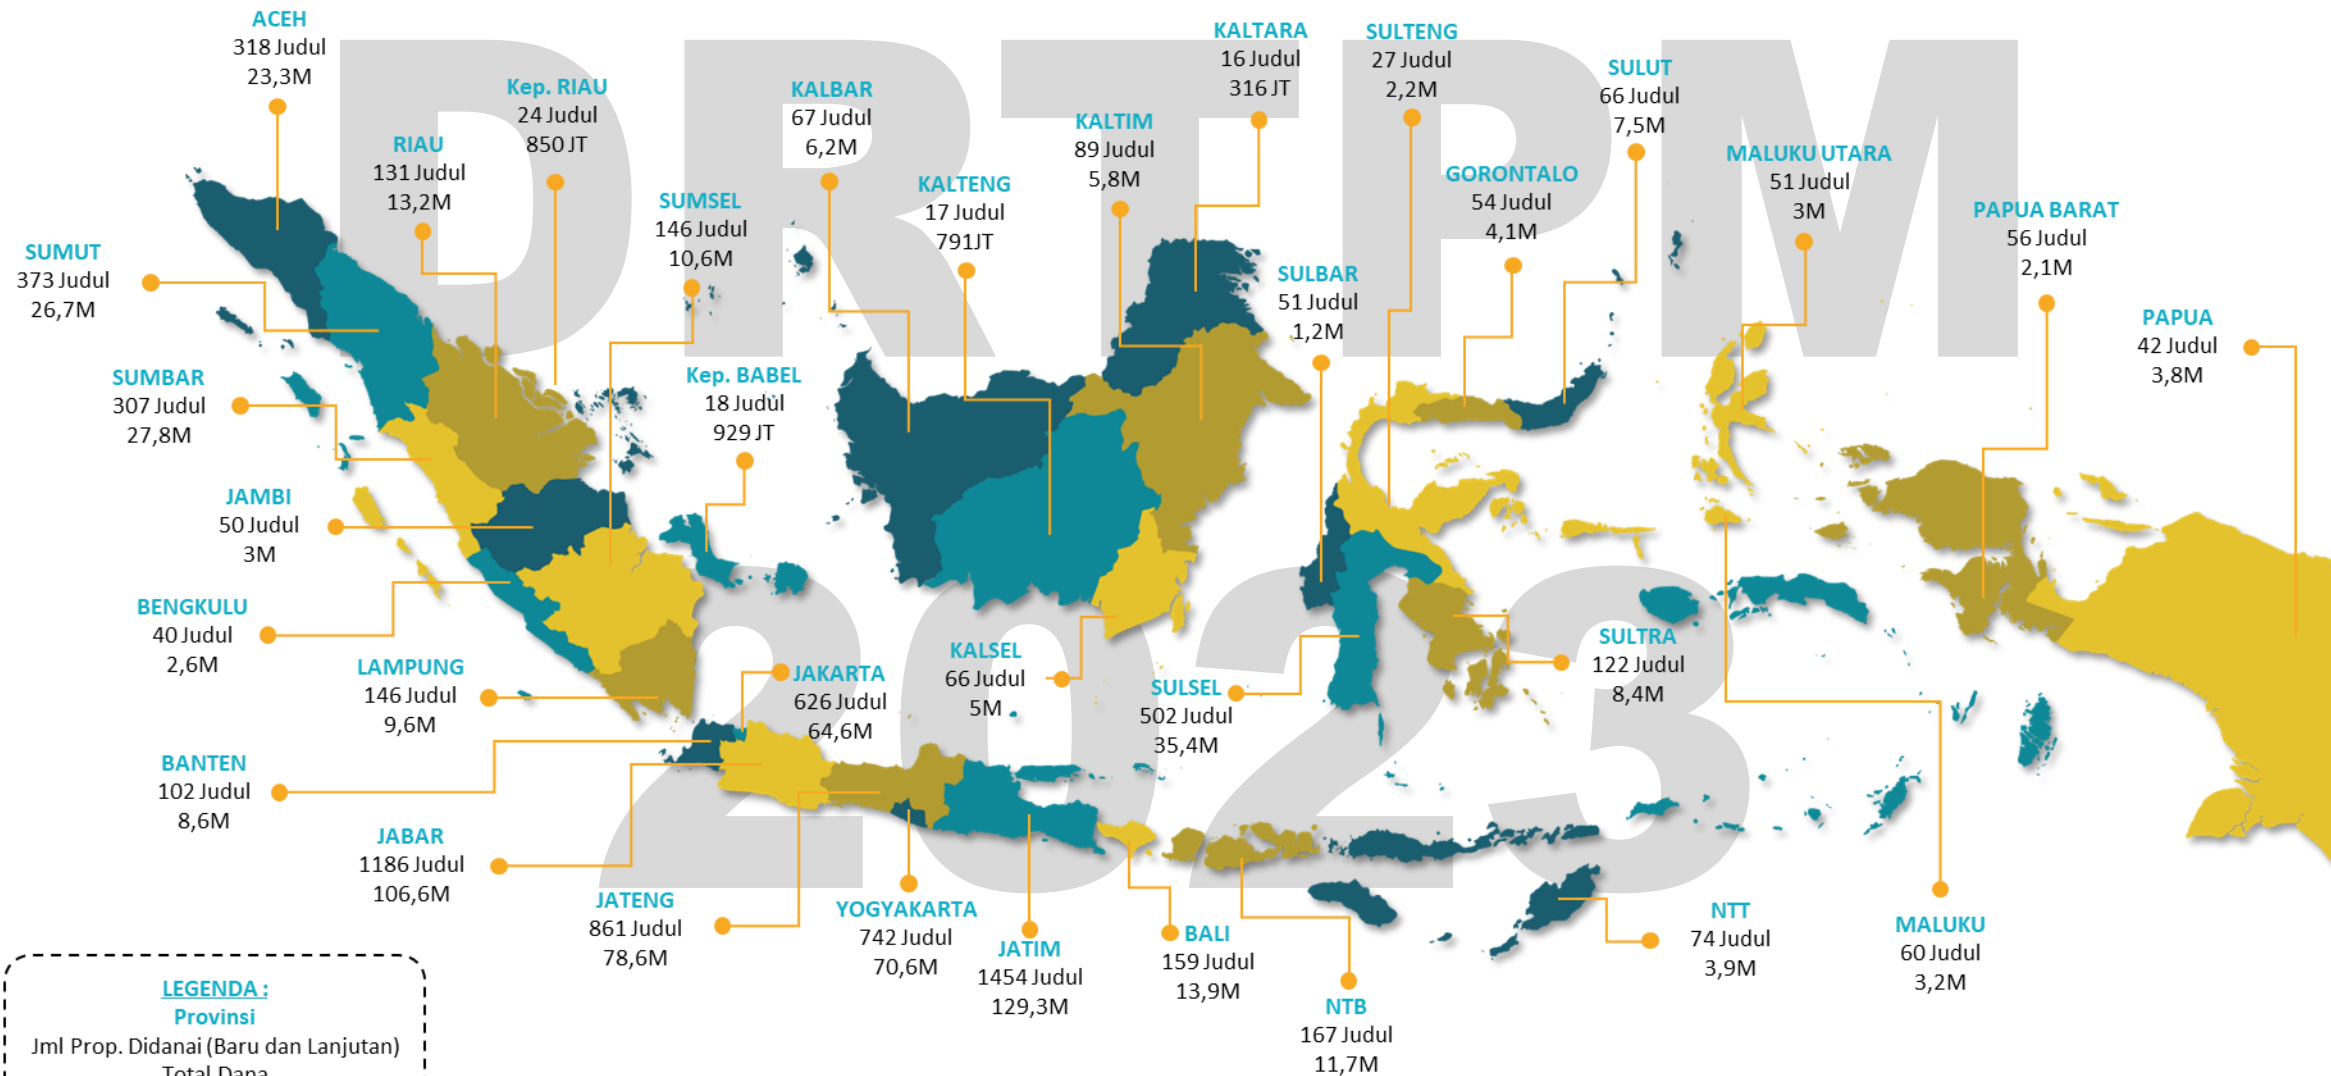 DRTPM
2023
ACEH
318 Judul
23,3M
SUMUT
373 Judul
26,7M
RIAU
131 Judul
13,2M
Kep. RIAU
24 Judul
850 JT
SUMSEL
146 Judul
10,6M
KALBAR
67 Judul
6,2M
KALTENG
17 Judul
791JT
KALTIM
89 Judul
5,8M
KALTARA
16 Judul
316 JT
SULTENG
27 Judul
2,2M
SULUT
66 Judul
7,5M
GORONTALO
54 Judul
4,1M
MALUKU UTARA
51 Judul
3M
PAPUA BARAT
56 Judul
2,1M
PAPUA
42 Judul
3,8M
SULBAR
51 Judul
1,2M
SUMBAR
307 Judul
27,8M
Kep. BABEL
18 Judul
929 JT
JAMBI
50 Judul
3M
BENGKULU
40 Judul
2,6M
LAMPUNG
146 Judul
9,6M
JAKARTA
626 Judul
64,6M
KALSEL
66 Judul
5M
SULSEL
502 Judul
35,4M
SULTRA
122 Judul
8,4M
BANTEN
102 Judul
8,6M
JABAR
1186 Judul
106,6M
JATENG
861 Judul
78,6M
YOGYAKARTA
742 Judul
70,6M
JATIM
1454 Judul
129,3M
BALI
159 Judul
13,9M
NTB
167 Judul
11,7M
NTT
74 Judul
3,9M
MALUKU
60 Judul
3,2M
LEGENDA :
Provinsi
Jml Prop. Didanai (Baru dan Lanjutan)
Total Dana